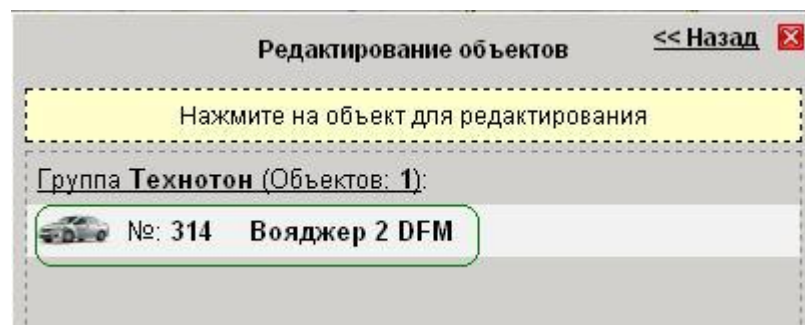 Редактирование объектов
<< Назад
Нажмите на объект для редактирования
Группа Технотон (Объектов: 1):
№: 314 Вояджер 2 DFM